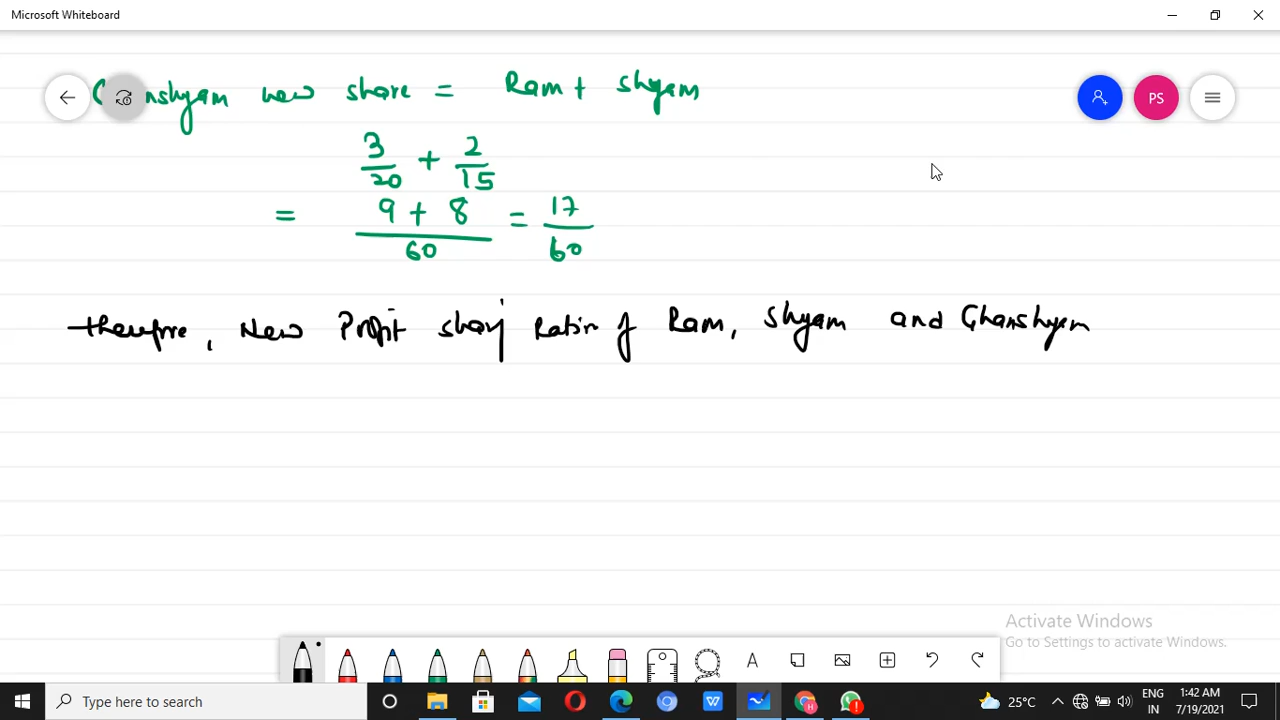 Microsoft Whiteboard
nshyam new share = Ram + shyam
PS
3/20 + 2/15
= 9 + 8/60 = 17/60
therefore, New Profit sharing Ratio of Ram, Shyam and Ghanshyam
Activate Windows
Go to Settings to activate Windows.
Type here to search
25°C
ENG
IN
1:42 AM
7/19/2021